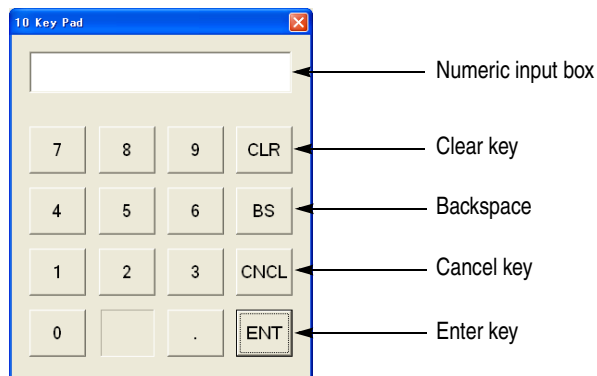 10 Key Pad
Numeric input box
7 8 9 CLR
Clear key
4 5 6 BS
Backspace
1 2 3 CNCL
Cancel key
0 . ENT
Enter key